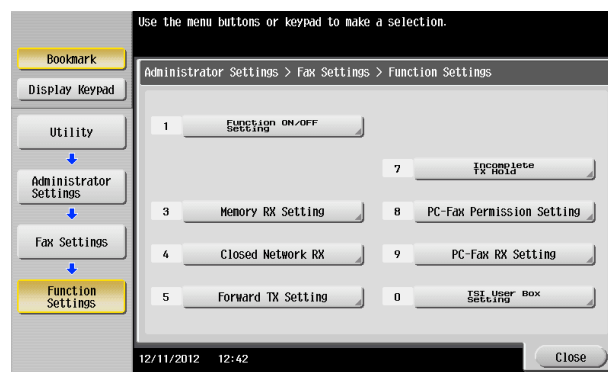 Use the menu buttons or keypad to make a selection.
Bookmark
Display Keypad
Administrator Settings > Fax Settings > Function Settings
Utility
Administrator
Settings
Fax Settings
Function
Settings
1
Function ON/OFF
Setting
7
Incomplete
TX Hold
3
Memory RX Setting
8
PC-Fax Permission Setting
4
Closed Network RX
9
PC-Fax RX Setting
5
Forward TX Setting
0
TSI User Box
Setting
12/11/2012 12:42
Close